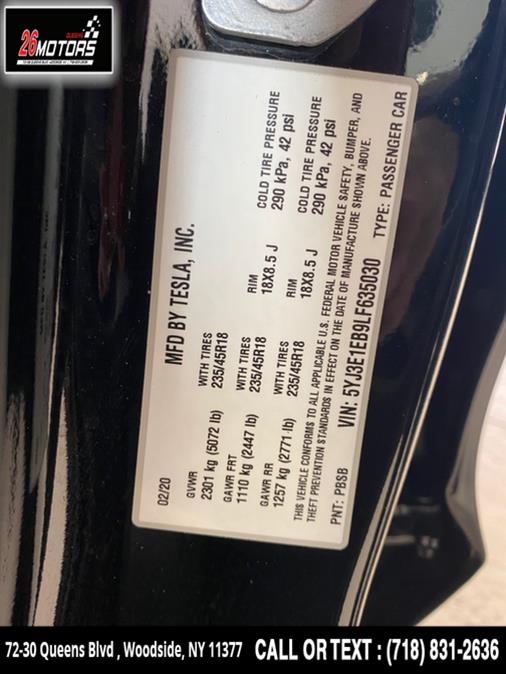 QUEENS
26MOTORS
MFD BY TESLA, INC.
02/20
GVWR
2301 kg (5072 lb)
WITH TIRES
235/45R18
RIM
18X8.5 J
COLD TIRE PRESSURE
290 kPa, 42 psi
GAWR FRT
1110 kg (2447 lb)
WITH TIRES
235/45R18
GAWR RR
1257 kg (2771 lb)
WITH TIRES
235/45R18
18X8.5 J
COLD TIRE PRESSURE
290 kPa, 42 psi
THIS VEHICLE CONFORMS TO ALL APPLICABLE U.S. FEDERAL MOTOR VEHICLE SAFETY, BUMPER, AND
THEFT PREVENTION STANDARDS IN EFFECT ON THE DATE OF MANUFACTURE SHOWN ABOVE.
VIN: 5YJ3E1EB9LF635030
PNT: PBSB
TYPE: PASSENGER CAR
72-30 Queens Blvd , Woodside, NY 11377
CALL OR TEXT : (718) 831-2636